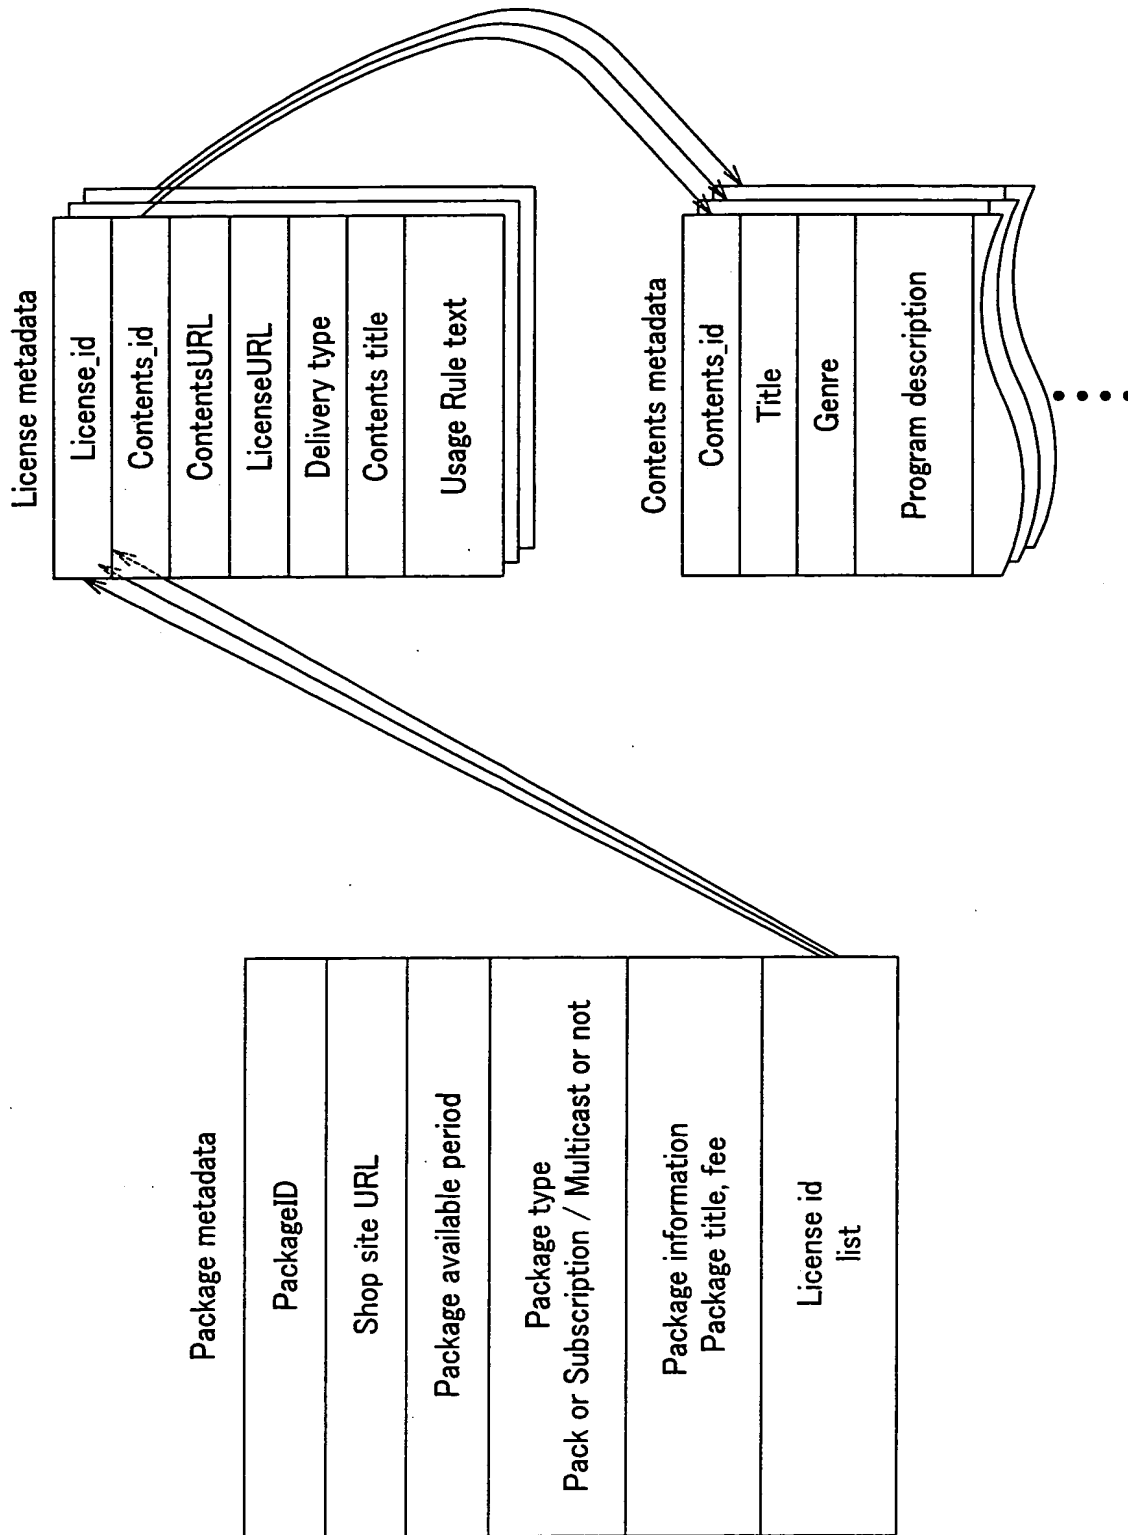 Package metadata
PackageID
Shop site URL
Package available period
Package type
Pack or Subscription / Multicast or not
Package information
Package title, fee
License id
list
License metadata
License_id
Contents_id
ContentsURL
LicenseURL
Delivery type
Contents title
Usage Rule text
Contents metadata
Contents_id
Title
Genre
Program description